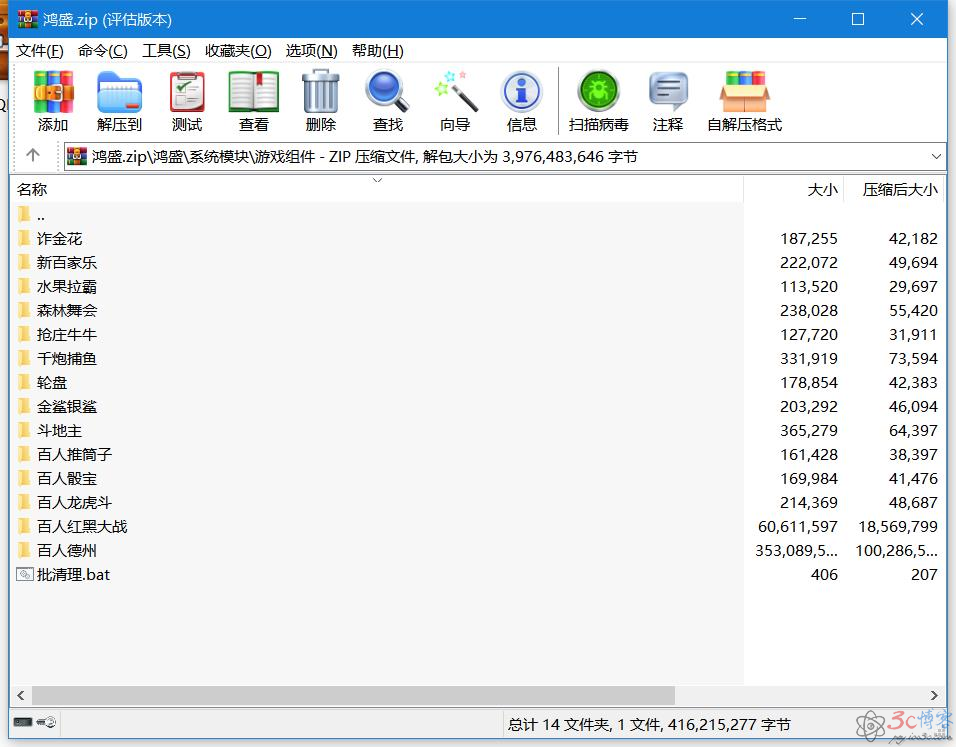 鸿盛.zip (评估版本)
文件(F) 命令(C) 工具(S) 收藏夹(O) 选项(N) 帮助(H)
添加 解压到 测试 查看 删除 查找 向导 信息 扫描病毒 注释 自解压格式
鸿盛.zip\鸿盛\系统模块\游戏组件 - ZIP 压缩文件, 解包大小为 3,976,483,646 字节
名称 大小 压缩后大小
..
诈金花 187,255 42,182
新百家乐 222,072 49,694
水果拉霸 113,520 29,697
森林舞会 238,028 55,420
抢庄牛牛 127,720 31,911
千炮捕鱼 331,919 73,594
轮盘 178,854 42,383
金鲨银鲨 203,292 46,094
斗地主 365,279 64,397
百人推筒子 161,428 38,397
百人骰宝 169,984 41,476
百人龙虎斗 214,369 48,687
百人红黑大战 60,611,597 18,569,799
百人德州 353,089,5... 100,286,5...
批清理.bat 406 207
总计 14 文件夹, 1 文件, 416,215,277 字节
3c博客